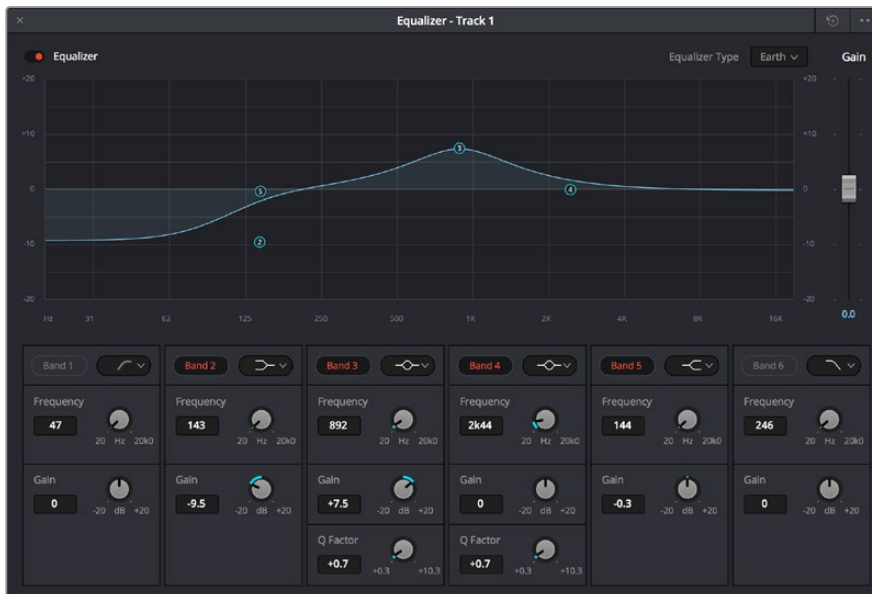 Equalizer - Track 1
Equalizer
Equalizer Type Earth Gain
+20 +20
+10 +10
3
5 4
0 0
2
-10 -10
-20 -20
Hz 31 62 125 250 500 1K 2K 4K 8K 16K 0.0
Band 1 Band 2 Band 3 Band 4 Band 5 Band 6
Frequency Frequency Frequency Frequency Frequency Frequency
47 143 892 2k44 144 246
20 Hz 20k0 20 Hz 20k0 20 Hz 20k0 20 Hz 20k0 20 Hz 20k0 20 Hz 20k0
Gain Gain Gain Gain Gain Gain
0 -9.5 +7.5 0 -0.3 0
-20 dB +20 -20 dB +20 -20 dB +20 -20 dB +20 -20 dB +20 -20 dB +20
Q Factor Q Factor
+0.7 +0.7
+0.3 +10.3 +0.3 +10.3